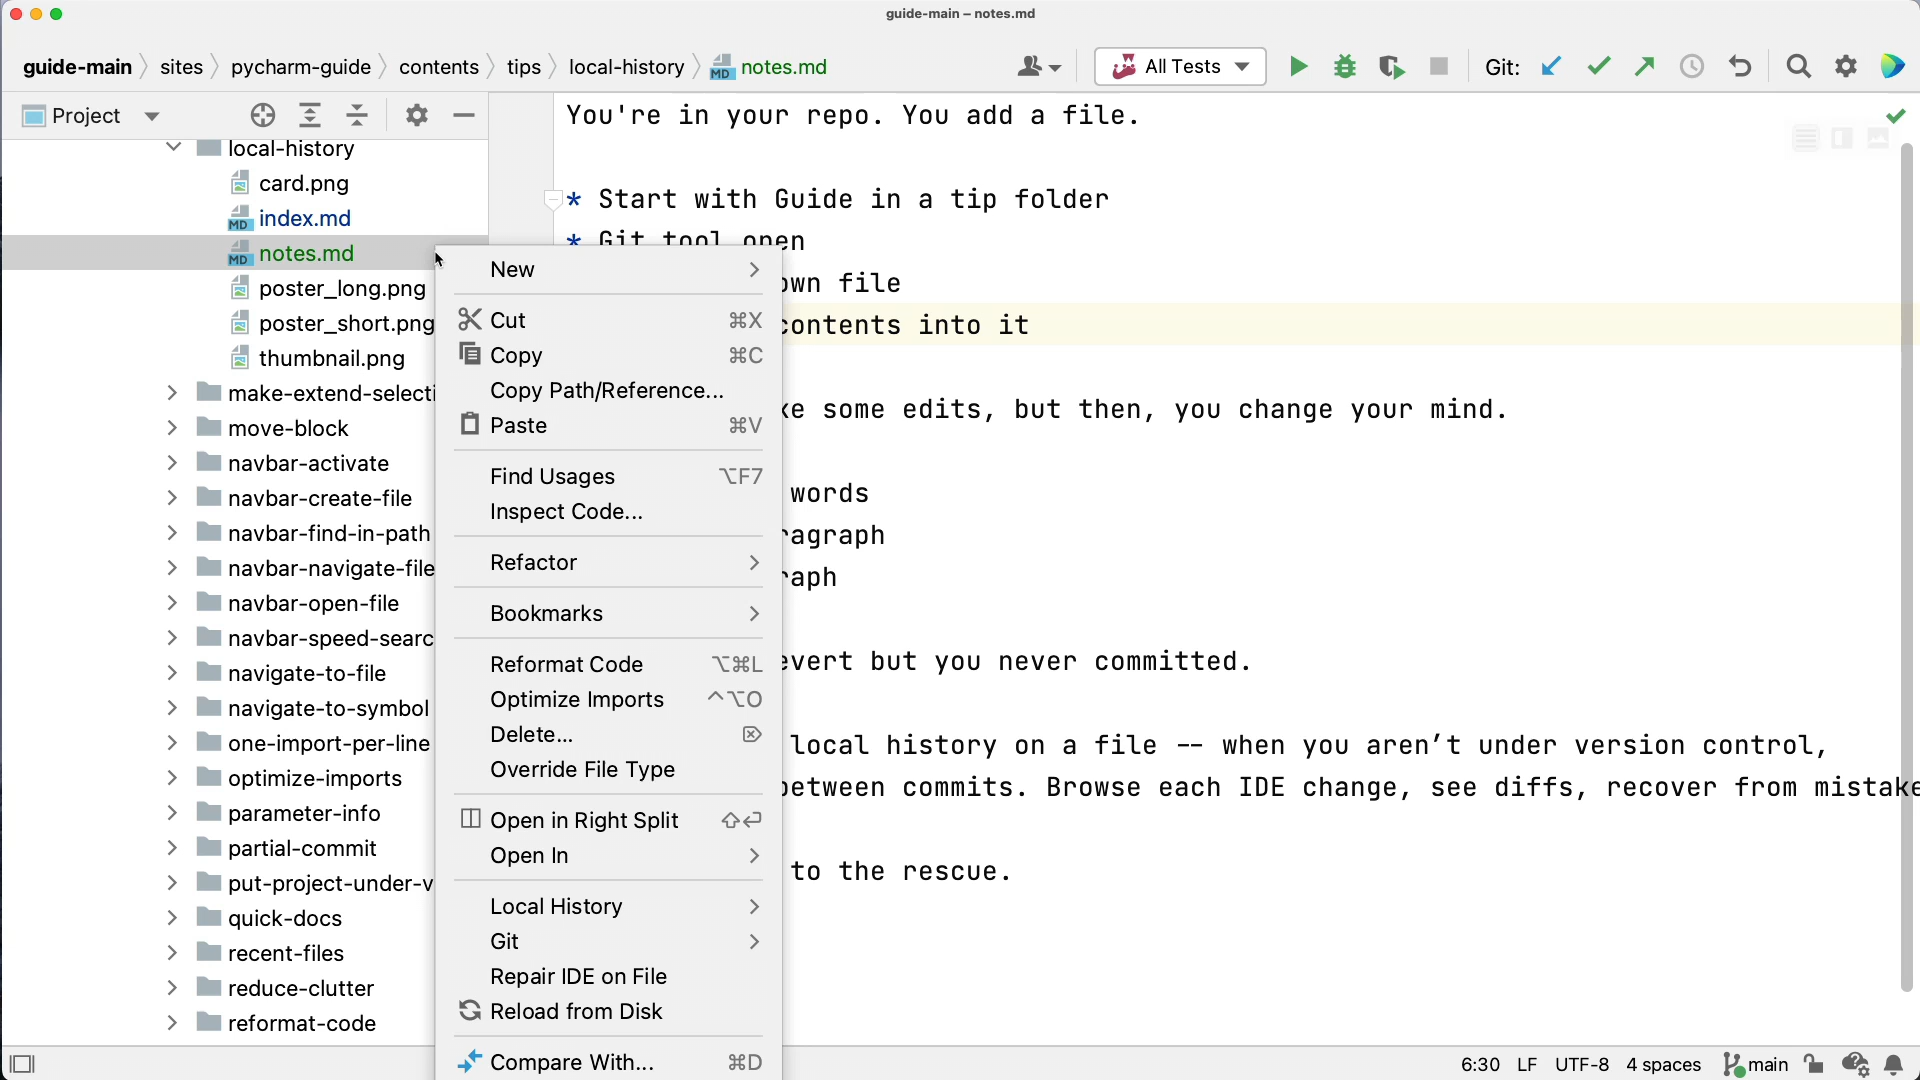 guide-main – notes.md
guide-main sites pycharm-guide contents tips local-history MD notes.md All Tests Git:
Project
local-history
card.png
MD index.md
MD notes.md
poster_long.png
poster_short.png
thumbnail.png
make-extend-selecti
move-block
navbar-activate
navbar-create-file
navbar-find-in-path
navbar-navigate-file
navbar-open-file
navbar-speed-searc
navigate-to-file
navigate-to-symbol
one-import-per-line
optimize-imports
parameter-info
partial-commit
put-project-under-v
quick-docs
recent-files
reduce-clutter
reformat-code
New
Cut ⌘X
Copy ⌘C
Copy Path/Reference...
Paste ⌘V
Find Usages ⌥F7
Inspect Code...
Refactor
Bookmarks
Reformat Code ⌥⌘L
Optimize Imports ^⌥O
Delete... ⌦
Override File Type
Open in Right Split ⇧⏎
Open In
Local History
Git
Repair IDE on File
Reload from Disk
Compare With... ⌘D
You're in your repo. You add a file.
* Start with Guide in a tip folder
* Git tool open
own file
contents into it
ke some edits, but then, you change your mind.
words
ragraph
raph
evert but you never committed.
local history on a file -- when you aren’t under version control,
between commits. Browse each IDE change, see diffs, recover from mistake
to the rescue.
6:30 LF UTF-8 4 spaces main